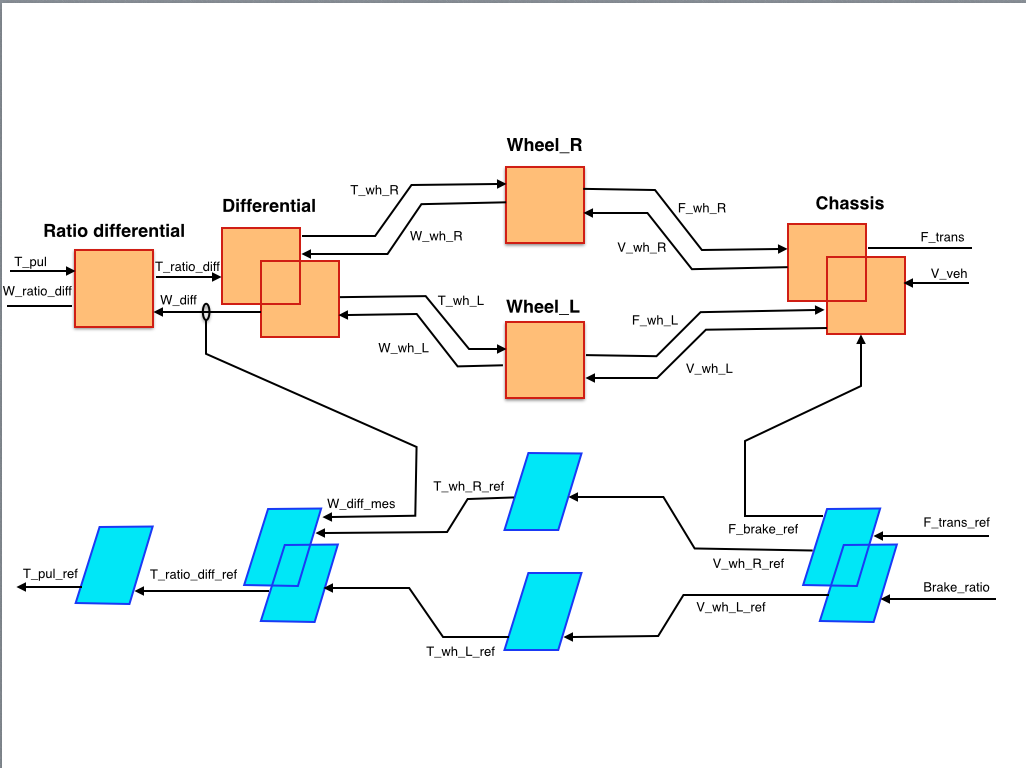 Wheel_R
T_wh_R
Differential
Chassis
F_wh_R
Ratio differential
W_wh_R
F_trans
V_wh_R
T_pul
T_ratio_diff
V_veh
W_ratio_diff
W_diff
T_wh_L
Wheel_L
F_wh_L
W_wh_L
V_wh_L
T_wh_R_ref
W_diff_mes
F_brake_ref
F_trans_ref
V_wh_R_ref
T_pul_ref
T_ratio_diff_ref
Brake_ratio
V_wh_L_ref
T_wh_L_ref